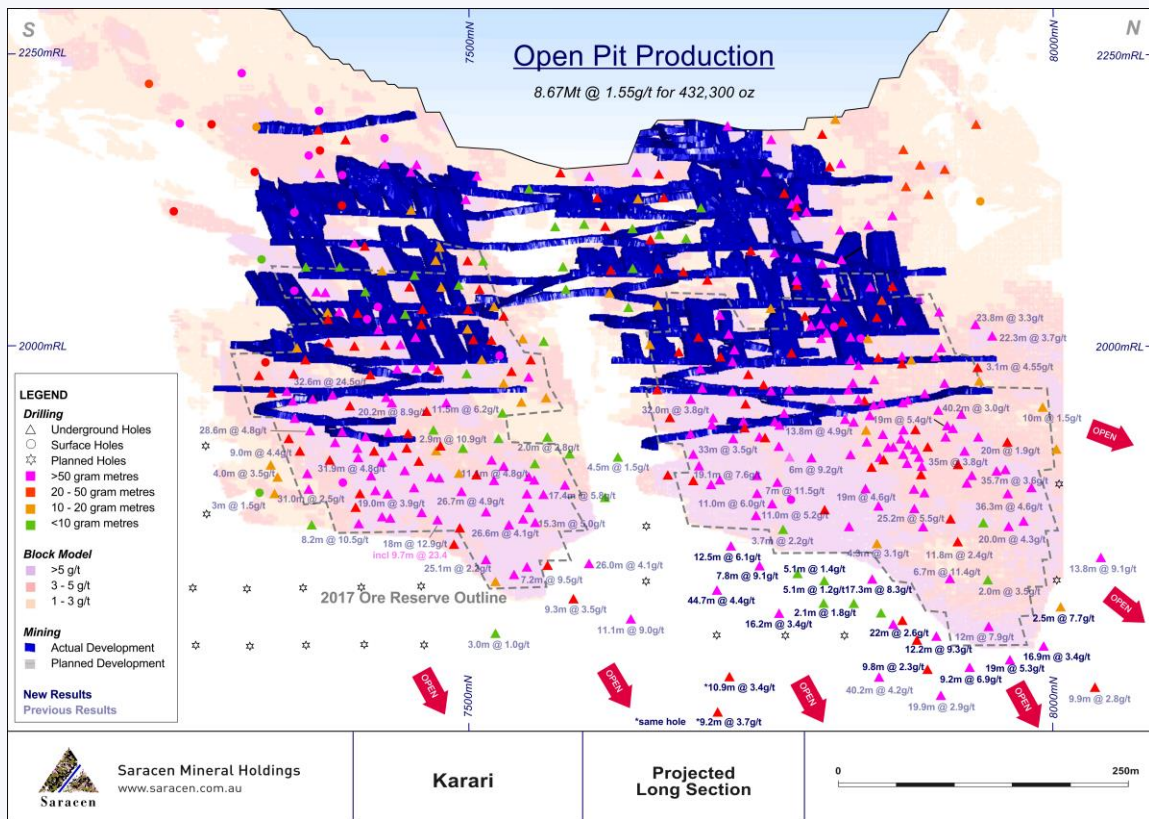 S
N
2250mRL
7500mN
8000mN
2250mRL
Open Pit Production
8.67Mt @ 1.55g/t for 432,300 oz
2000mRL
2000mRL
23.8m @ 3.3g/t
22.3m @ 3.7g/t
3.1m @ 4.55g/t
32.6m @ 24.5g/t
20.2m @ 8.9g/t
11.5m @ 6.2g/t
32.0m @ 3.8g/t
40.2m @ 3.0g/t
19m @ 5.4g/t
10m @ 1.5g/t
28.6m @ 4.8g/t
13.8m @ 4.9g/t
OPEN
9.0m @ 4.4g/t
2.9m @ 10.9g/t
2.0m @ 2.8g/t
33m @ 3.5g/t
20m @ 1.9g/t
4.0m @ 3.5g/t
31.9m @ 4.8g/t
4.5m @ 1.5g/t
6m @ 9.2g/t
35m @ 3.8g/t
19.1m @ 7.6g/t
35.7m @ 3.6g/t
7m @ 11.5g/t
3m @ 1.5g/t
31.0m @ 2.5g/t
19.0m @ 3.9g/t
26.7m @ 4.9g/t
17.4m @ 5.8g/t
11.0m @ 6.0g/t
19m @ 4.6g/t
36.3m @ 4.6g/t
11.0m @ 5.2g/t
25.2m @ 5.5g/t
15.3m @ 5.0g/t
8.2m @ 10.5g/t
26.6m @ 4.1g/t
3.7m @ 2.2g/t
20.0m @ 4.3g/t
18m @ 12.9g/t
incl 9.7m @ 23.4
4.9m @ 3.1g/t
11.8m @ 2.4g/t
12.5m @ 6.1g/t
25.1m @ 2.2g/t
26.0m @ 4.1g/t
13.8m @ 9.1g/t
7.8m @ 9.1g/t
5.1m @ 1.4g/t
6.7m @ 11.4g/t
7.2m @ 9.5g/t
5.1m @ 1.2g/t
17.3m @ 8.3g/t
2.0m @ 3.5g/t
2017 Ore Reserve Outline
44.7m @ 4.4g/t
OPEN
9.3m @ 3.5g/t
2.1m @ 1.8g/t
2.5m @ 7.7g/t
16.2m @ 3.4g/t
11.1m @ 9.0g/t
22m @ 2.6g/t
12m @ 7.9g/t
3.0m @ 1.0g/t
12.2m @ 9.3g/t
16.9m @ 3.4g/t
9.8m @ 2.3g/t
19m @ 5.3g/t
9.2m @ 6.9g/t
*10.9m @ 3.4g/t
40.2m @ 4.2g/t
9.9m @ 2.8g/t
19.9m @ 2.9g/t
OPEN
OPEN
OPEN
OPEN
*same hole
*9.2m @ 3.7g/t
7500mN
8000mN
LEGEND
Drilling
Underground Holes
Surface Holes
Planned Holes
>50 gram metres
20 - 50 gram metres
10 - 20 gram metres
<10 gram metres
Block Model
>5 g/t
3 - 5 g/t
1 - 3 g/t
Mining
Actual Development
Planned Development
New Results
Previous Results
Saracen
Saracen Mineral Holdings
www.saracen.com.au
Karari
Projected
Long Section
0
250m